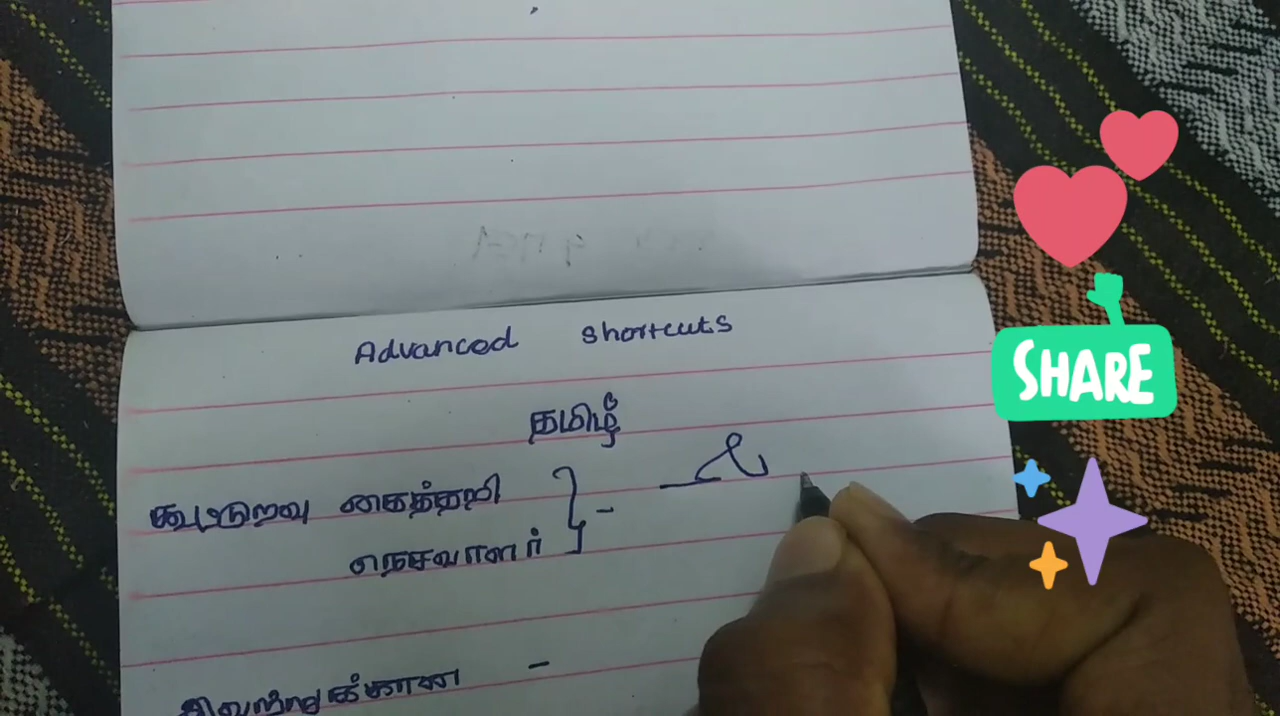 Advanced shortcuts
தமிழ்
கூட்டுறவு கைத்தறி
நெசவாளர் } -
SHARE